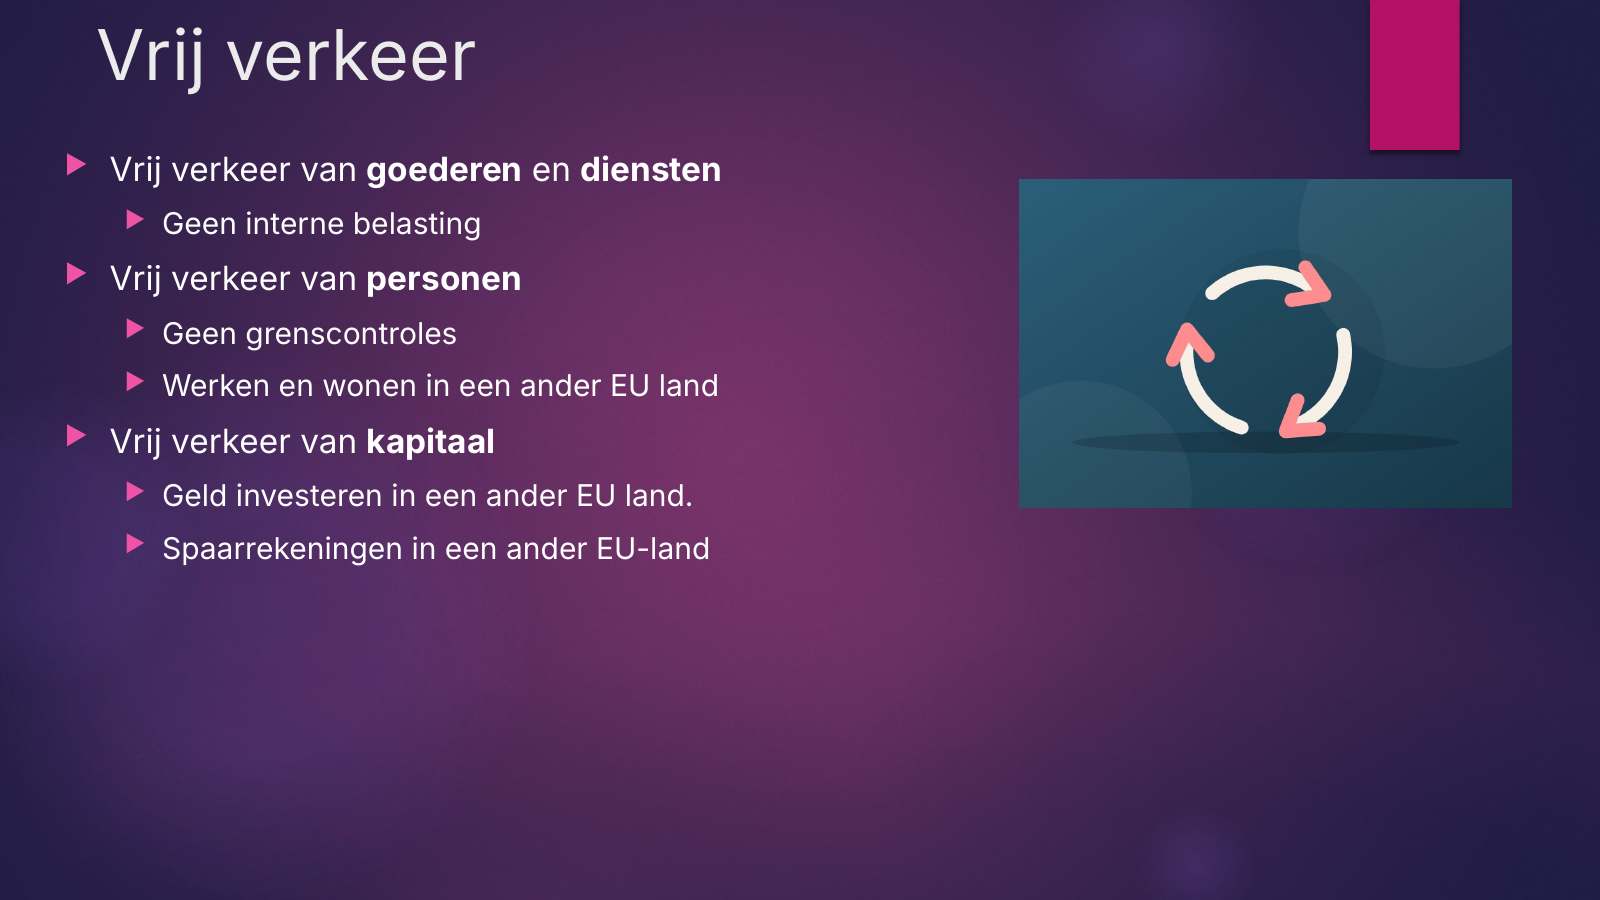 Vrij verkeer
Vrij verkeer van goederen en diensten
Geen interne belasting
Vrij verkeer van personen
Geen grenscontroles
Werken en wonen in een ander EU land
Vrij verkeer van kapitaal
Geld investeren in een ander EU land.
Spaarrekeningen in een ander EU-land